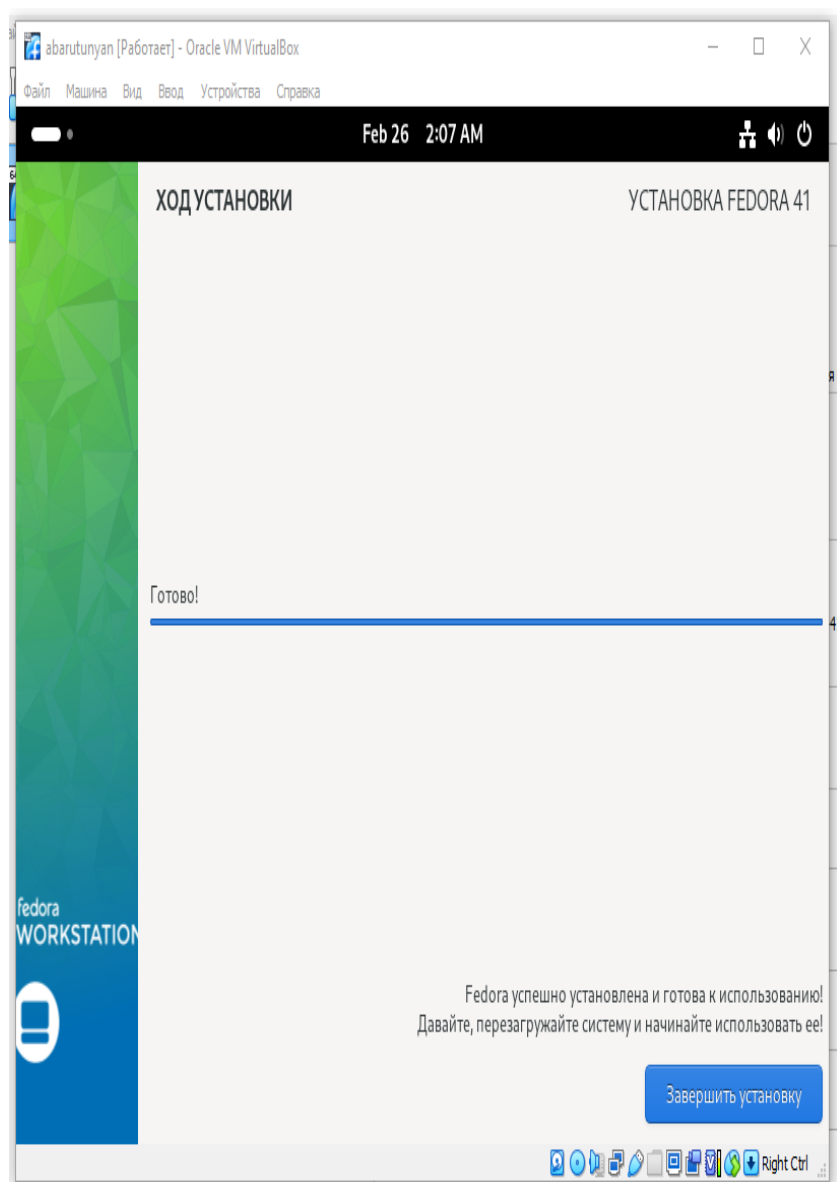 abarutunyan [Работает] - Oracle VM VirtualBox
Файл Машина Вид Ввод Устройства Справка
Feb 26 2:07 AM
ХОД УСТАНОВКИ
УСТАНОВКА FEDORA 41
я
Готово!
4
fedora
WORKSTATION
Fedora успешно установлена и готова к использованию!
Давайте, перезагружайте систему и начинайте использовать ее!
Завершить установку
Right Ctrl